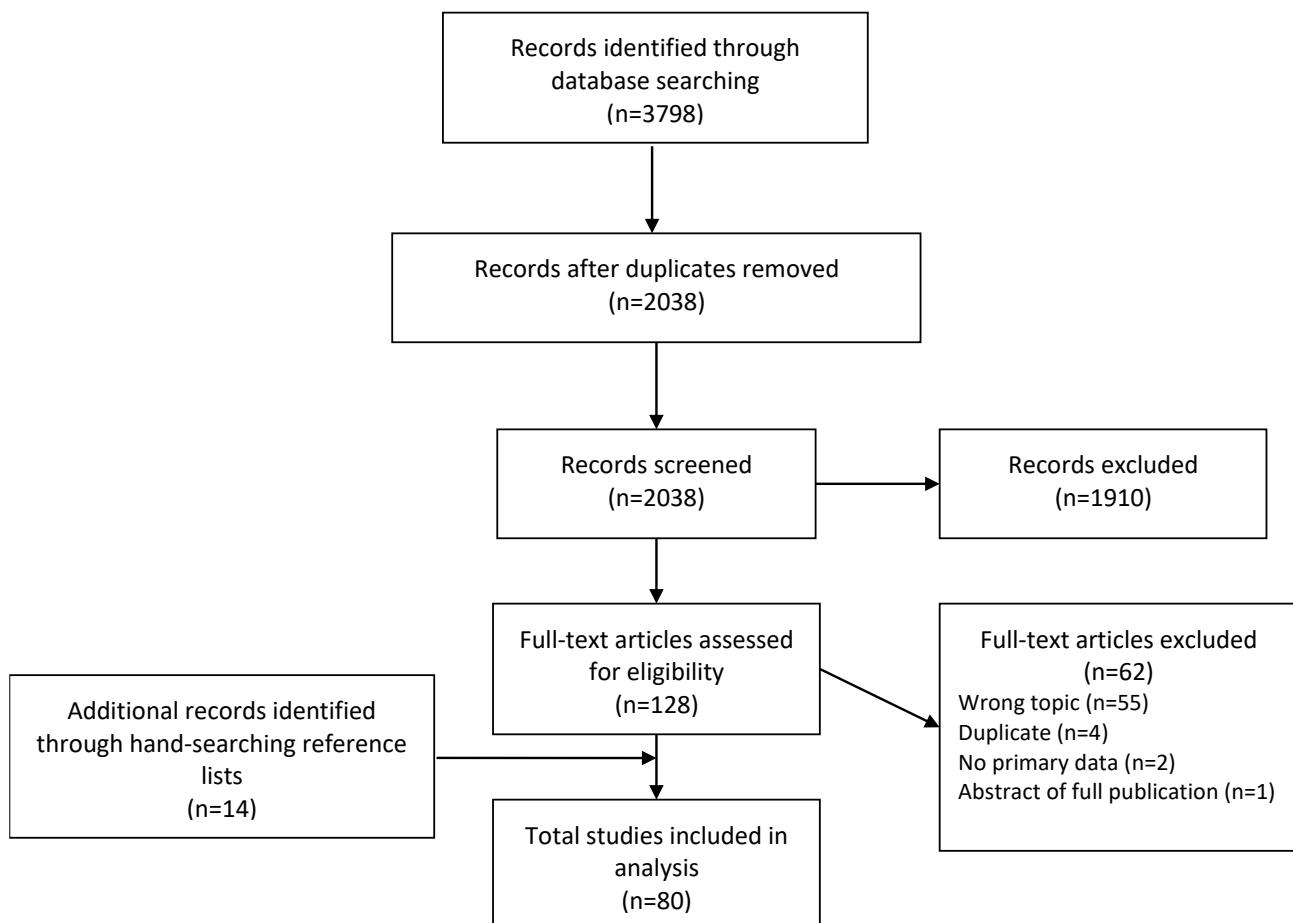 Records identified through
database searching
(n=3798)
Records after duplicates removed
(n=2038)
Records screened
(n=2038)
Records excluded
(n=1910)
Full-text articles assessed
for eligibility
(n=128)
Full-text articles excluded
(n=62)
Wrong topic (n=55)
Duplicate (n=4)
No primary data (n=2)
Abstract of full publication (n=1)
Additional records identified
through hand-searching reference
lists
(n=14)
Total studies included in
analysis
(n=80)